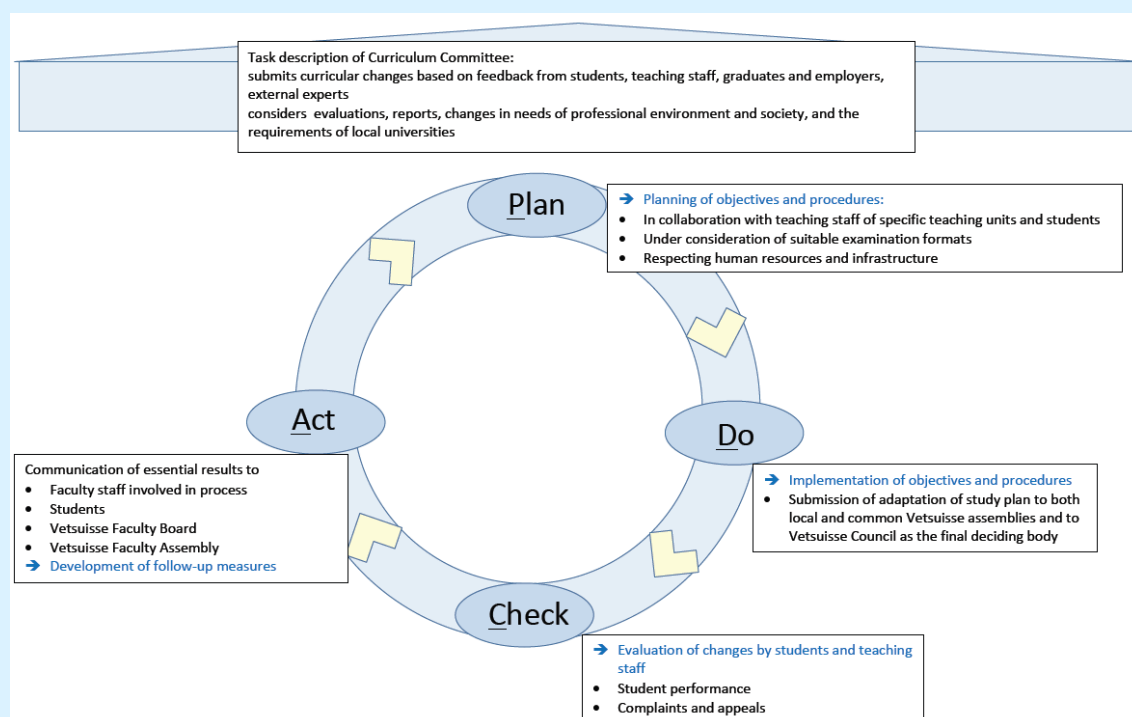 Task description of Curriculum Committee:
submits curricular changes based on feedback from students, teaching staff, graduates and employers,
external experts
considers evaluations, reports, changes in needs of professional environment and society, and the
requirements of local universities
Plan
➔ Planning of objectives and procedures:
• In collaboration with teaching staff of specific teaching units and students
• Under consideration of suitable examination formats
• Respecting human resources and infrastructure
Do
➔ Implementation of objectives and procedures
• Submission of adaptation of study plan to both
local and common Vetsuisse assemblies and to
Vetsuisse Council as the final deciding body
Check
➔ Evaluation of changes by students and teaching
staff
• Student performance
• Complaints and appeals
Act
Communication of essential results to
• Faculty staff involved in process
• Students
• Vetsuisse Faculty Board
• Vetsuisse Faculty Assembly
➔ Development of follow-up measures